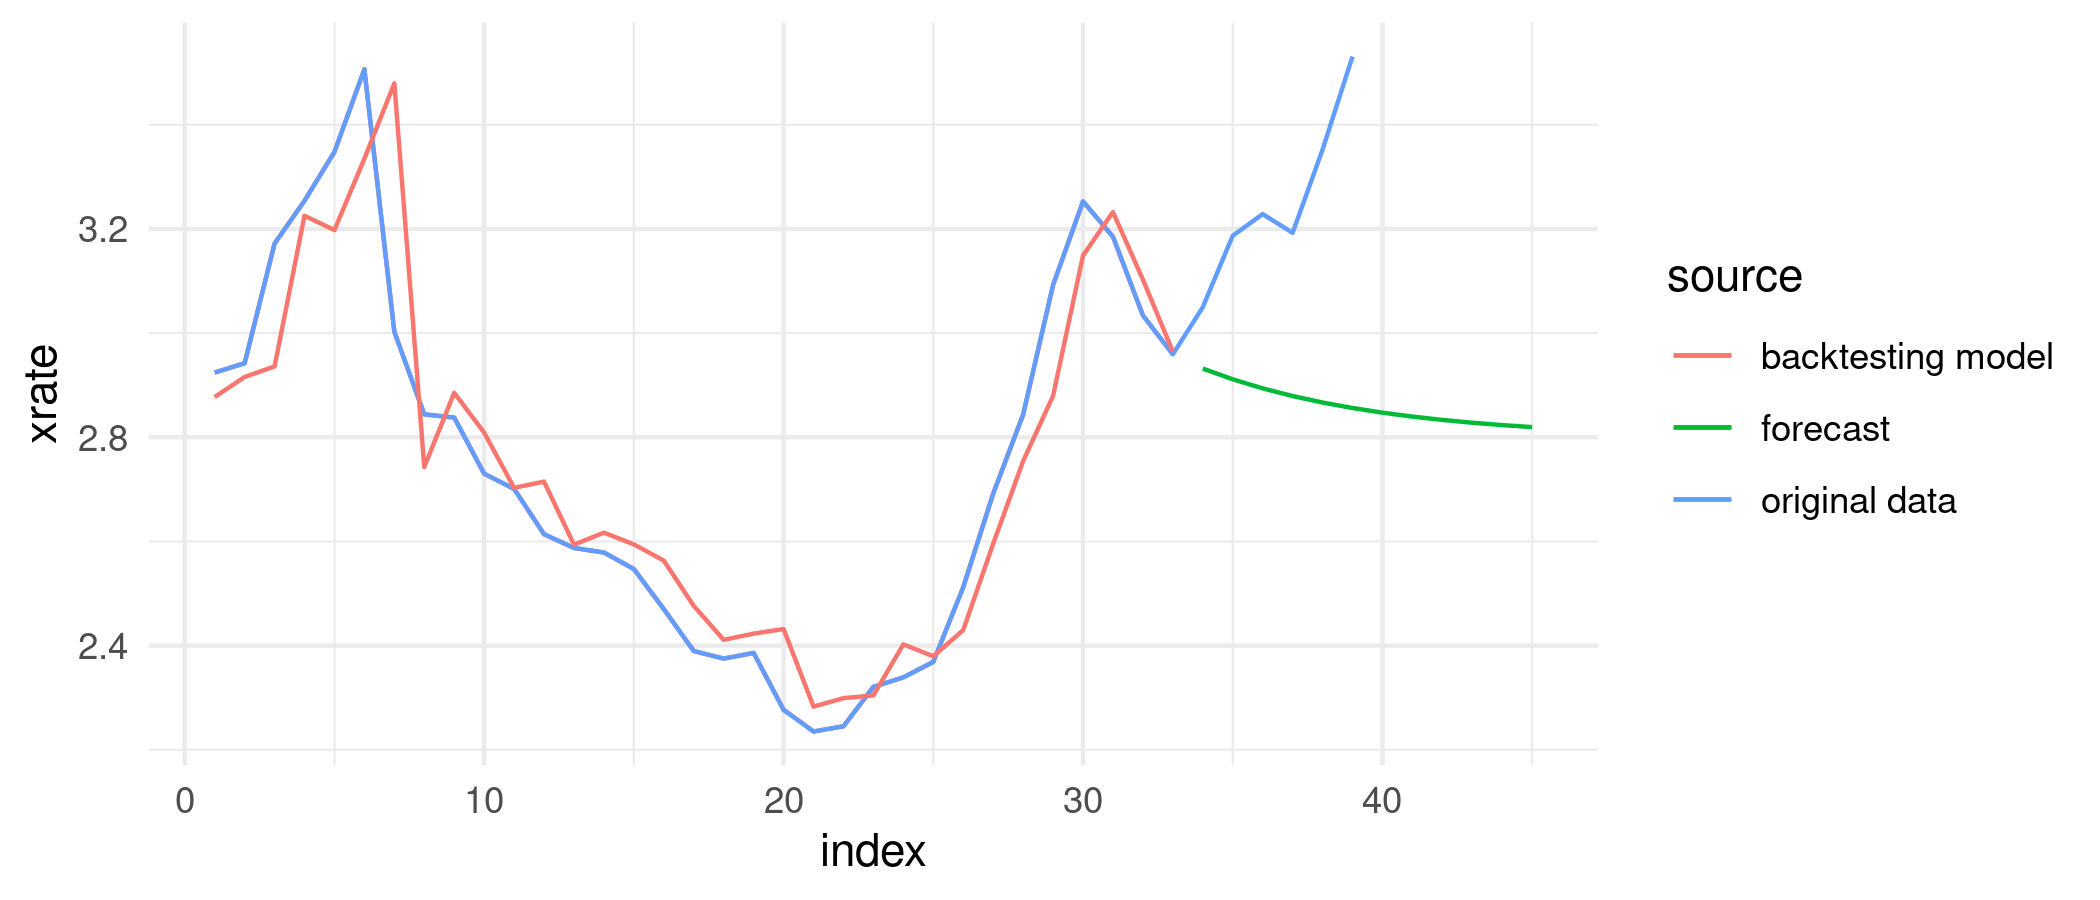 xrate
3.2
2.8
2.4
0 10 20 30 40
index
source
backtesting model
forecast
original data